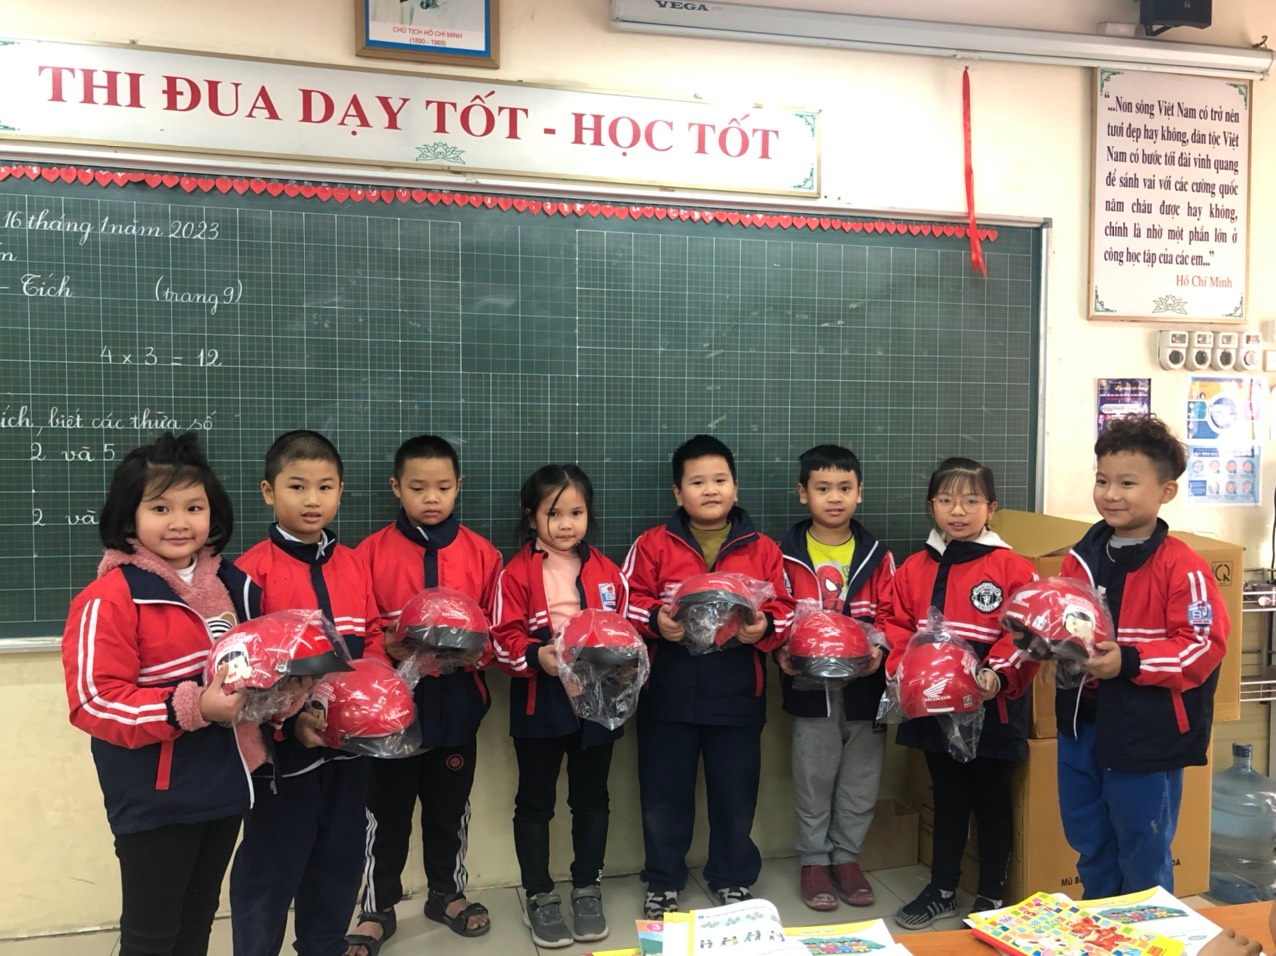 CHỦ TỊCH HỒ CHÍ MINH
(1890 - 1969)
VEGA
THI ĐUA DẠY TỐT - HỌC TỐT
“...Non sông Việt Nam có trở nên
tươi đẹp hay không, dân tộc Việt
Nam có bước tới đài vinh quang
để sánh vai với các cường quốc
năm châu được hay không,
chính là nhờ một phần lớn ở
công học tập của các em...”
Hồ Chí Minh
16 tháng 1 năm 2023
- Tích (trang 9)
4 x 3 = 12
ích, biết các thừa số
2 và 5
2 và
HONDA
Mũ B